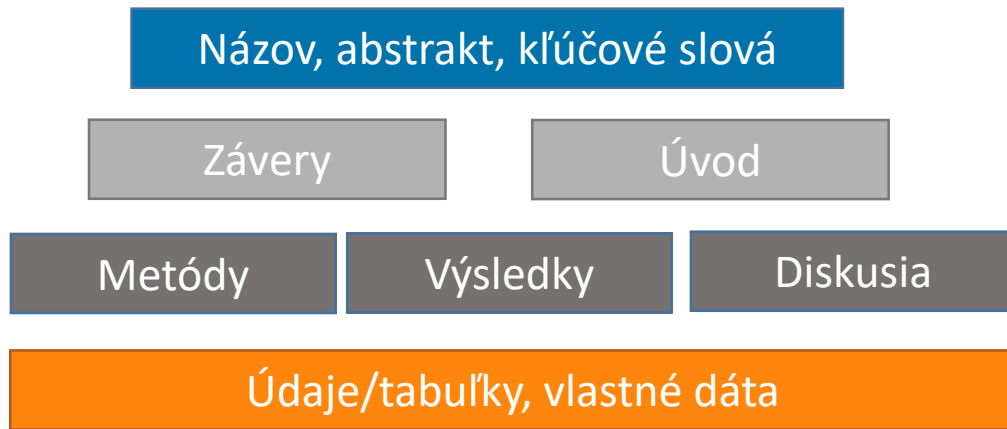 Názov, abstrakt, kľúčové slová
Závery
Úvod
Metódy
Výsledky
Diskusia
Údaje/tabuľky, vlastné dáta